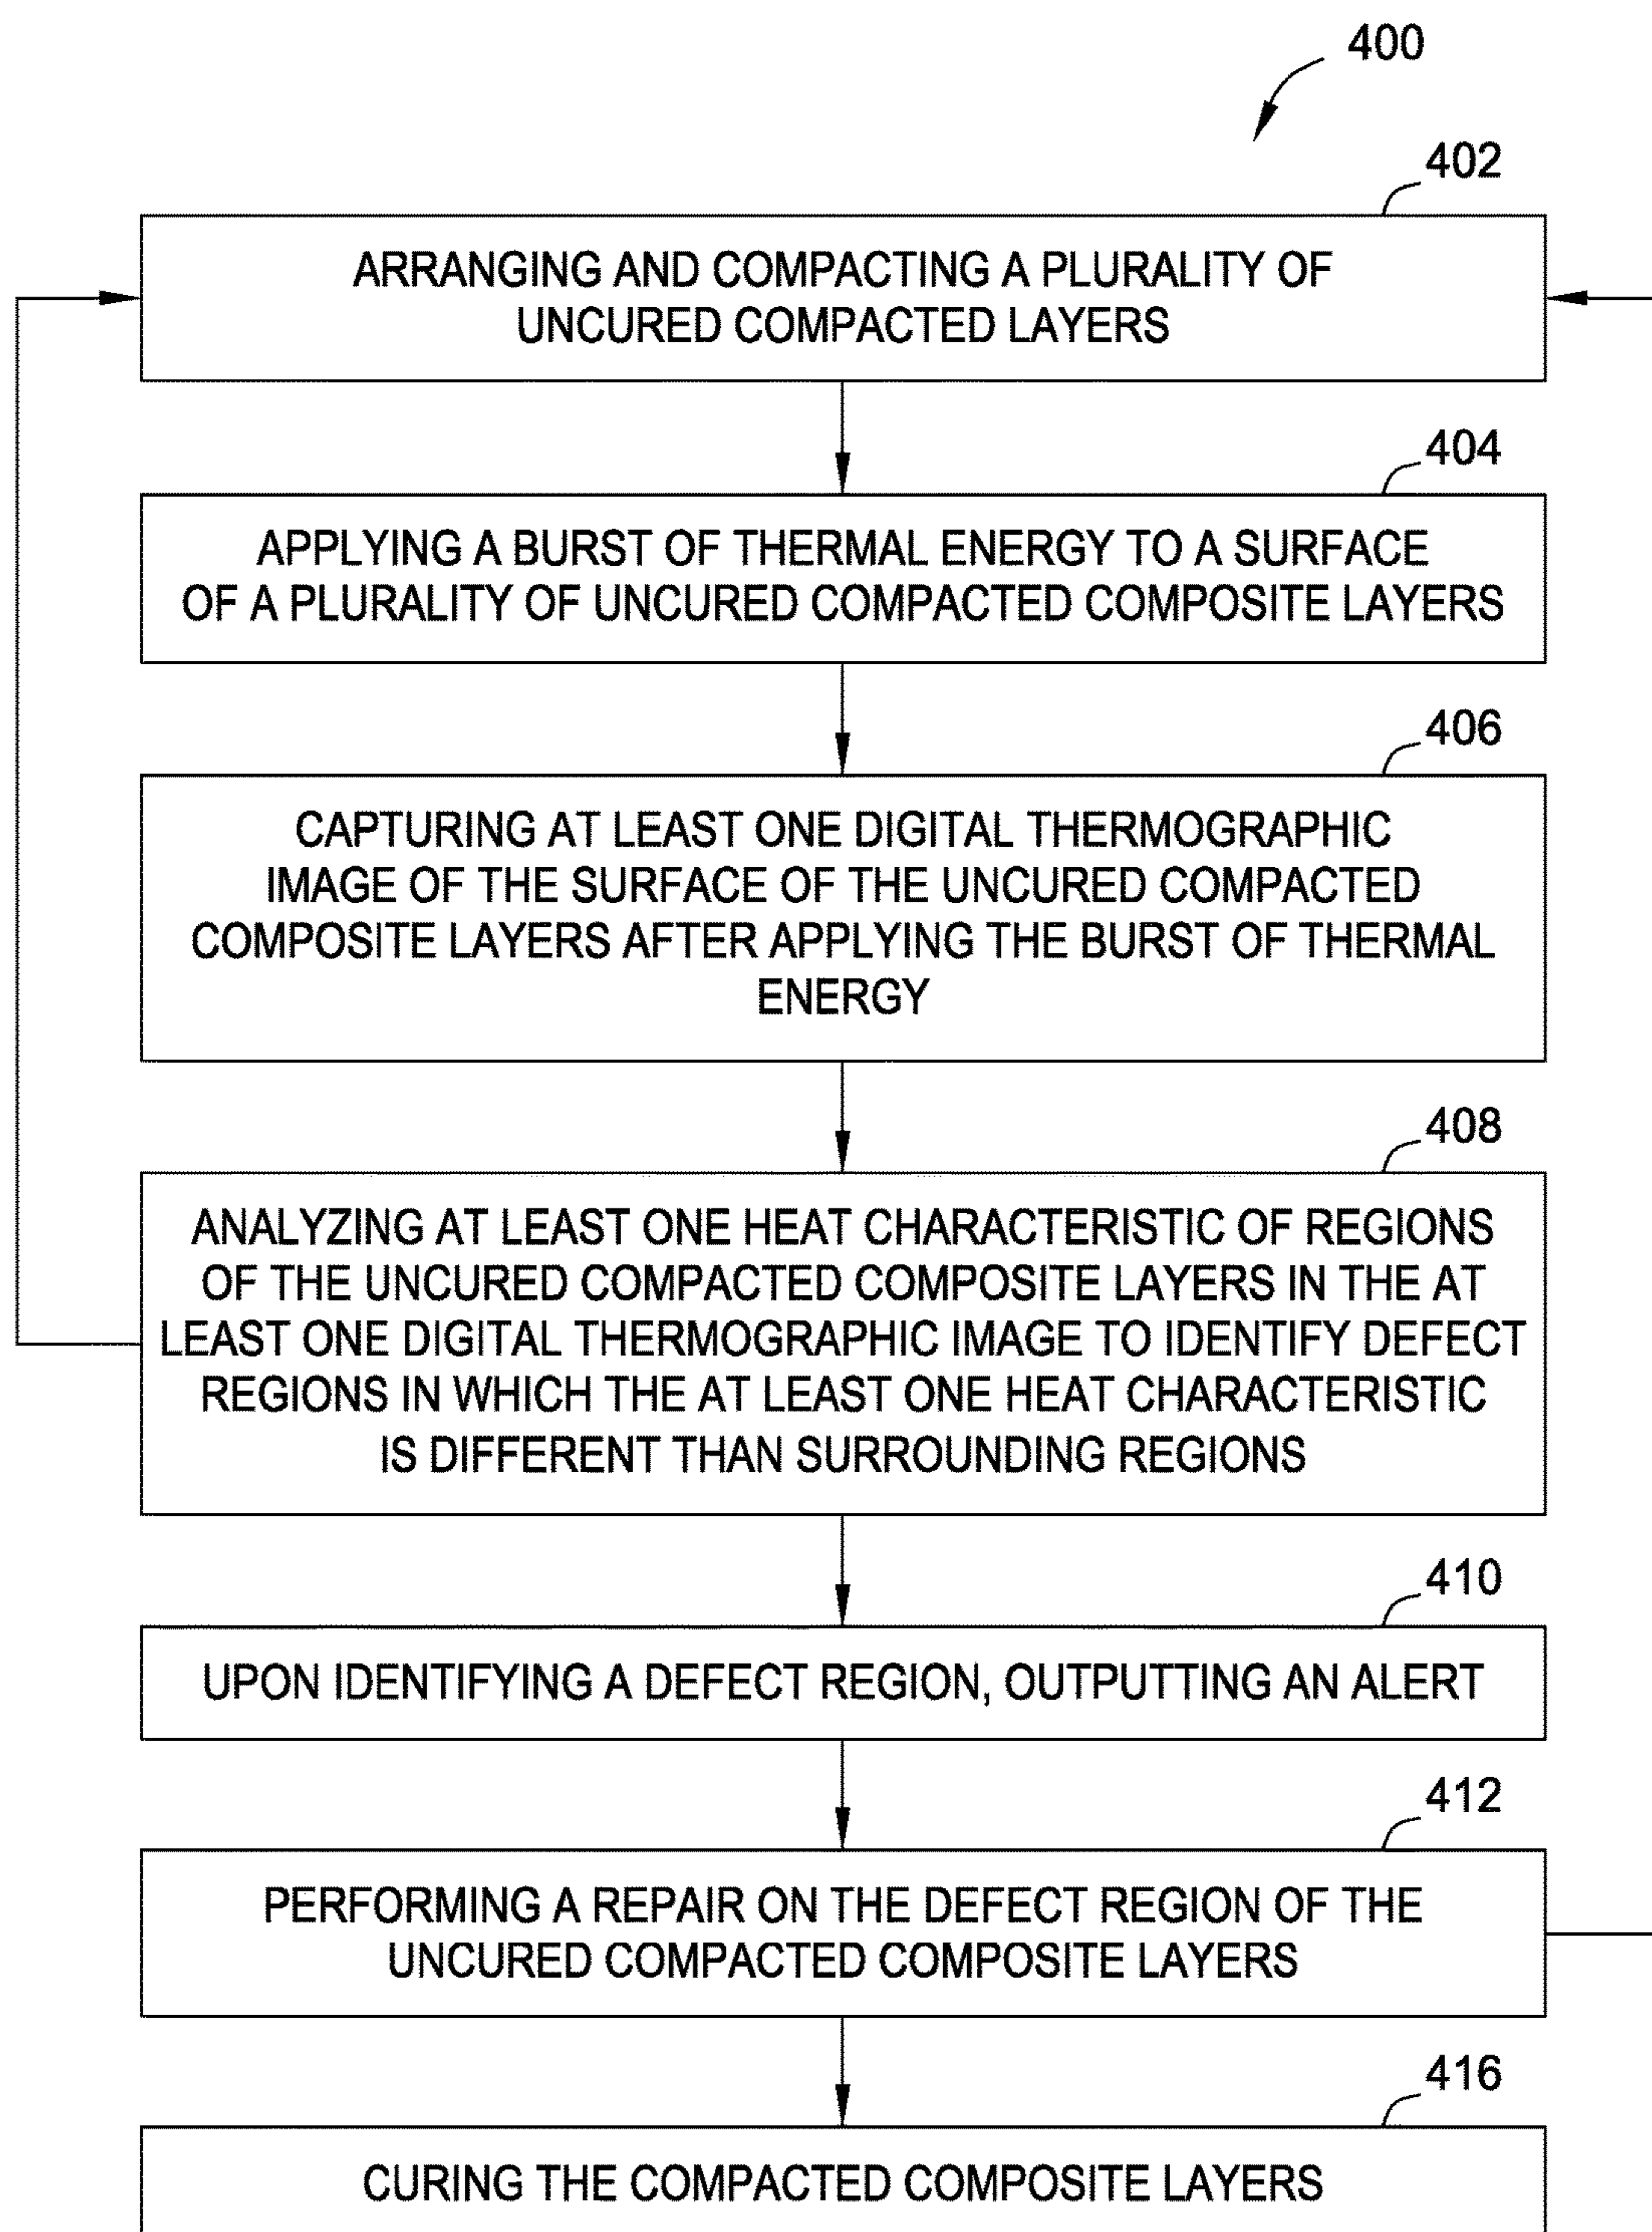 400
402
ARRANGING AND COMPACTING A PLURALITY OF
UNCURED COMPACTED LAYERS
404
APPLYING A BURST OF THERMAL ENERGY TO A SURFACE
OF A PLURALITY OF UNCURED COMPACTED COMPOSITE LAYERS
406
CAPTURING AT LEAST ONE DIGITAL THERMOGRAPHIC
IMAGE OF THE SURFACE OF THE UNCURED COMPACTED
COMPOSITE LAYERS AFTER APPLYING THE BURST OF THERMAL
ENERGY
408
ANALYZING AT LEAST ONE HEAT CHARACTERISTIC OF REGIONS
OF THE UNCURED COMPACTED COMPOSITE LAYERS IN THE AT
LEAST ONE DIGITAL THERMOGRAPHIC IMAGE TO IDENTIFY DEFECT
REGIONS IN WHICH THE AT LEAST ONE HEAT CHARACTERISTIC
IS DIFFERENT THAN SURROUNDING REGIONS
410
UPON IDENTIFYING A DEFECT REGION, OUTPUTTING AN ALERT
412
PERFORMING A REPAIR ON THE DEFECT REGION OF THE
UNCURED COMPACTED COMPOSITE LAYERS
416
CURING THE COMPACTED COMPOSITE LAYERS